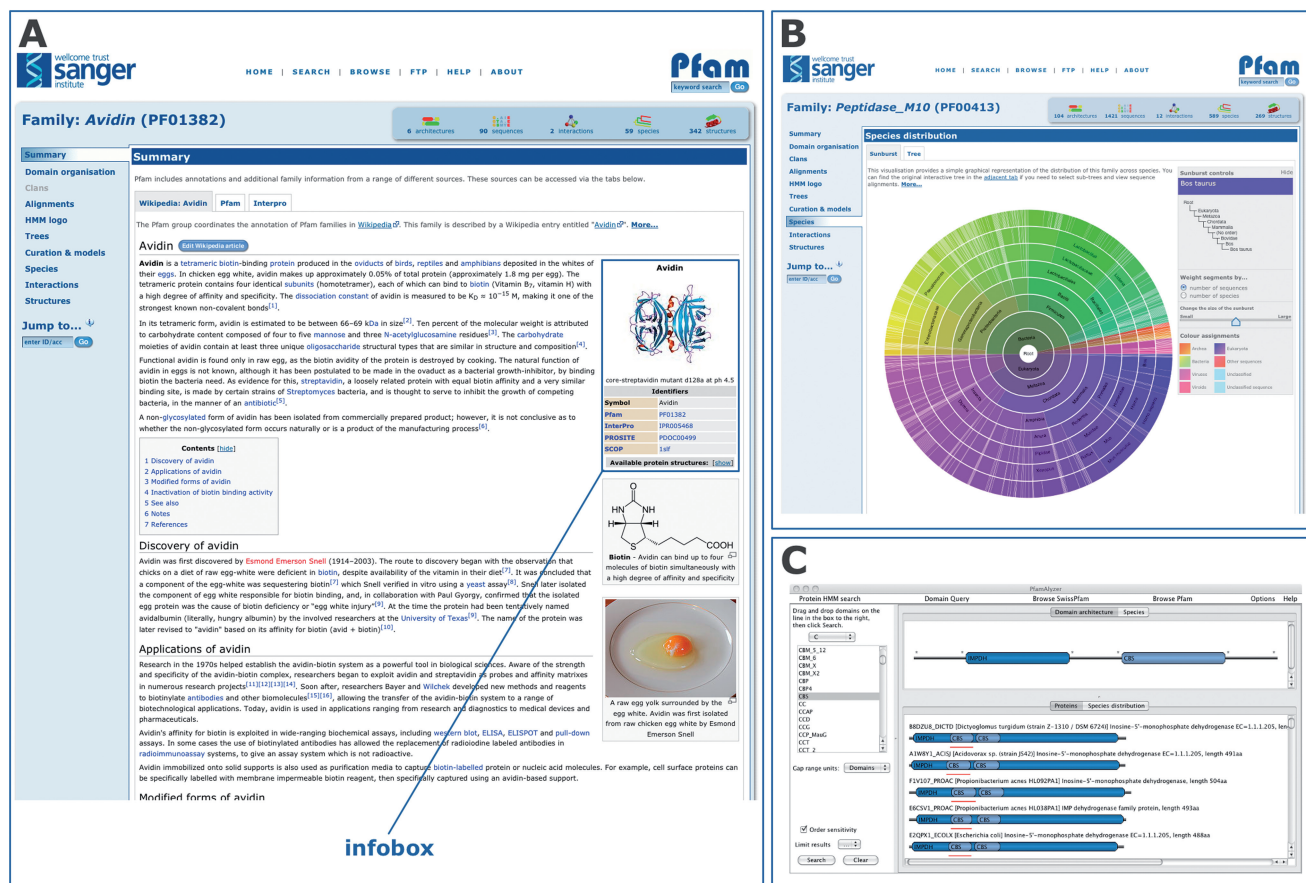 A
wellcome trust
sanger
institute
HOME | SEARCH | BROWSE | FTP | HELP | ABOUT
Pfam
keyword search Go
Family: Avidin (PF01382)
6 architectures
90 sequences
2 interactions
59 species
342 structures
Summary
Domain organisation
Clans
Alignments
HMM logo
Trees
Curation & models
Species
Interactions
Structures
Jump to...
enter ID/acc Go
Summary
Pfam includes annotations and additional family information from a range of different sources. These sources can be accessed via the tabs below.
Wikipedia: Avidin Pfam Interpro
The Pfam group coordinates the annotation of Pfam families in Wikipedia. This family is described by a Wikipedia entry entitled "Avidin". More...
Avidin Edit Wikipedia article
Avidin is a tetrameric biotin-binding protein produced in the oviducts of birds, reptiles and amphibians deposited in the whites of
their eggs. In chicken egg white, avidin makes up approximately 0.05% of total protein (approximately 1.8 mg per egg). The
tetrameric protein contains four identical subunits (homotetramer), each of which can bind to biotin (Vitamin B7, vitamin H) with
a high degree of affinity and specificity. The dissociation constant of avidin is measured to be KD = 10⁻¹⁵ M, making it one of the
strongest known non-covalent bonds[1].
In its tetrameric form, avidin is estimated to be between 66–69 kDa in size[2]. Ten percent of the molecular weight is attributed
to carbohydrate content composed of four to five mannose and three N-acetylglucosamine residues[3]. The carbohydrate
moieties of avidin contain at least three unique oligosaccharide structural types that are similar in structure and composition[4].
Functional avidin is found only in raw egg, as the biotin avidity of the protein is destroyed by cooking. The natural function of
avidin in eggs is not known, although it has been postulated to be made in the ovaduct as a bacterial growth-inhibitor, by binding
biotin the bacteria need. As evidence for this, streptavidin, a loosely related protein with equal biotin affinity and a very similar
binding site, is made by certain strains of Streptomyces bacteria, and is thought to serve to inhibit the growth of competing
bacteria, in the manner of an antibiotic[5].
A non-glycosylated form of avidin has been isolated from commercially prepared product; however, it is not conclusive as to
whether the non-glycosylated form occurs naturally or is a product of the manufacturing process[6].
Contents [hide]
1 Discovery of avidin
2 Applications of avidin
3 Modified forms of avidin
4 Inactivation of biotin binding activity
5 See also
6 Notes
7 References
Discovery of avidin
Avidin was first discovered by Esmond Emerson Snell (1914–2003). The route to discovery began with the observation that
chicks on a diet of raw egg-white were deficient in biotin, despite availability of the vitamin in their diet[7]. It was concluded that
a component of the egg-white was sequestering biotin[7] which Snell verified in vitro using a yeast assay[8]. Snell later isolated
the component of egg white responsible for biotin binding, and, in collaboration with Paul Gyorgy, confirmed that the isolated
egg protein was the cause of biotin deficiency or "egg white injury"[9]. At the time the protein had been tentatively named
avidalbumin (literally, hungry albumin) by the involved researchers at the University of Texas[9]. The name of the protein was
later revised to "avidin" based on its affinity for biotin (avid + biotin)[10].
Applications of avidin
Research in the 1970s helped establish the avidin-biotin system as a powerful tool in biological sciences. Aware of the strength
and specificity of the avidin-biotin complex, researchers began to exploit avidin and streptavidin as probes and affinity matrixes
in numerous research projects[11][12][13][14]. Soon after, researchers Bayer and Wilchek developed new methods and reagents
to biotinylate antibodies and other biomolecules[15][16], allowing the transfer of the avidin-biotin system to a range of
biotechnological applications. Today, avidin is used in applications ranging from research and diagnostics to medical devices and
pharmaceuticals.
Avidin's affinity for biotin is exploited in wide-ranging biochemical assays, including western blot, ELISA, ELISPOT and pull-down
assays. In some cases the use of biotinylated antibodies has allowed the replacement of radioiodine labeled antibodies in
radioimmunoassay systems, to give an assay system which is not radioactive.
Avidin immobilized onto solid supports is also used as purification media to capture biotin-labelled protein or nucleic acid molecules. For example, cell surface proteins can
be specifically labelled with membrane impermeable biotin reagent, then specifically captured using an avidin-based support.
Modified forms of avidin
Avidin
core-streptavidin mutant d128a at ph 4.5
Identifiers
Symbol Avidin
Pfam PF01382
InterPro IPR005468
PROSITE PDOC00499
SCOP 1slf
Available protein structures: [show]
O
HN NH
H H
S COOH
Biotin - Avidin can bind up to four
molecules of biotin simultaneously with
a high degree of affinity and specificity
A raw egg yolk surrounded by the
egg white. Avidin was first isolated
from raw chicken egg white by Esmond
Emerson Snell
infobox
B
wellcome trust
sanger
institute
HOME | SEARCH | BROWSE | FTP | HELP | ABOUT
Pfam
keyword search Go
Family: Peptidase_M10 (PF00413)
104 architectures
1421 sequences
12 interactions
589 species
269 structures
Summary
Domain organisation
Clans
Alignments
HMM logo
Trees
Curation & models
Species
Interactions
Structures
Jump to...
enter ID/acc Go
Species distribution
Sunburst Tree
This visualisation provides a simple graphical representation of the distribution of this family across species. You
can find the original interactive tree in the adjacent tab if you need to select sub-trees and view sequence
alignments. More...
Bacteria
Root
Eukaryota
Metazoa
Chordata
Sunburst controls Hide
Bos taurus
Root
Eukaryota
Metazoa
Chordata
Mammalia
(No order)
Bovidae
Bos
Bos taurus
Weight segments by...
number of sequences
number of species
Change the size of the sunburst
Small Large
Colour assignments
Archea Eukaryota
Bacteria Other sequences
Viruses Unclassified
Viroids Unclassified sequence
C
PfamAlyzer
Protein HMM search Domain Query Browse SwissPfam Browse Pfam Options Help
Drag and drop domains on the
line in the box to the right,
then click Search.
C
CBM_5_12
CBM_6
CBM_X
CBM_X2
CBP
CBP4
CBS
CC
CCAP
CCD
CCG
CCP_MauG
CCT
CCT_2
Gap range units: Domains
Order sensitivity
Limit results ...
Search Clear
Domain architecture Species
IMPDH CBS
Proteins Species distribution
B8DZU8_DICTD [Dictyoglomus turgidum (strain Z-1310 / DSM 6724)] Inosine-5'-monophosphate dehydrogenase EC=1.1.1.205, len
IMPDH CBS CBS
A1W8Y1_ACISJ [Acidovorax sp. (strain JS42)] Inosine-5'-monophosphate dehydrogenase EC=1.1.1.205, length 491aa
IMPDH CBS CBS
F1V107_PROAC [Propionibacterium acnes HL092PA1] Inosine-5'-monophosphate dehydrogenase, length 504aa
IMPDH CBS CBS
E6CSV1_PROAC [Propionibacterium acnes HL038PA1] IMP dehydrogenase family protein, length 493aa
IMPDH CBS CBS
E2QPX1_ECOLX [Escherichia coli] Inosine-5'-monophosphate dehydrogenase EC=1.1.1.205, length 488aa
IMPDH CBS CBS